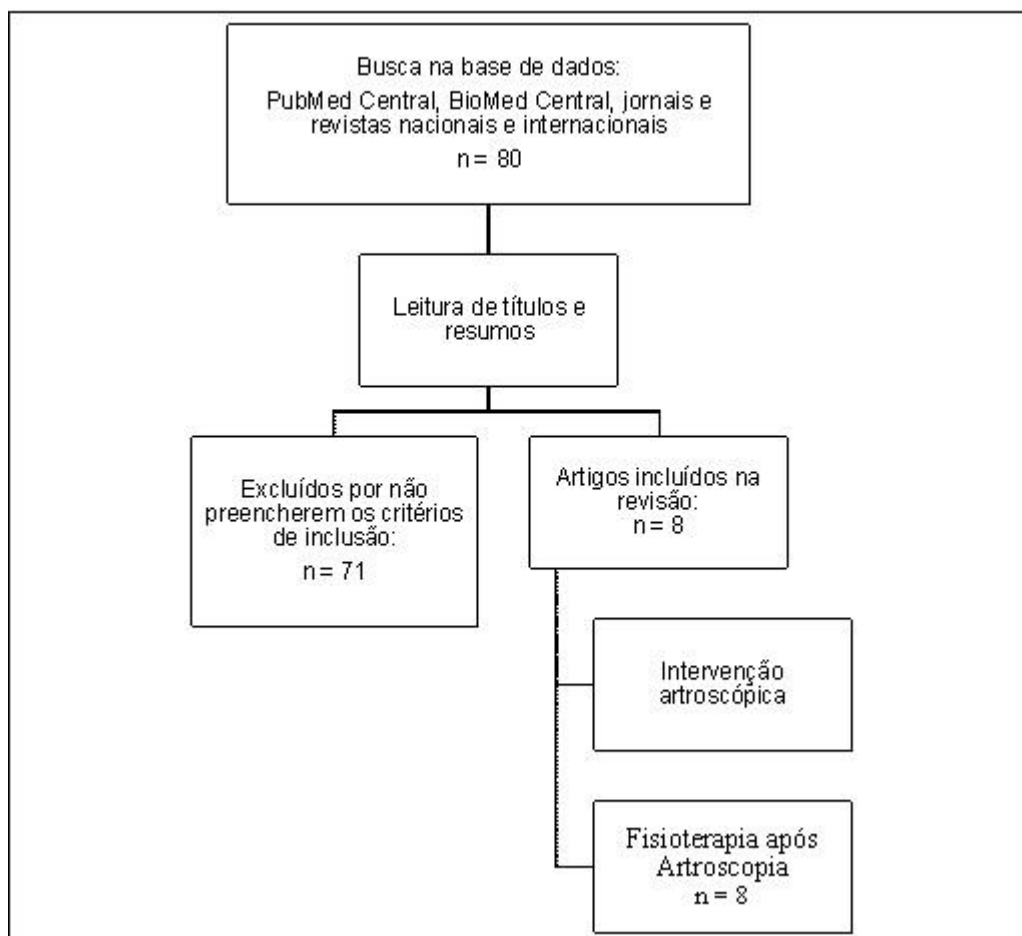 Busca na base de dados:
PubMed Central, BioMed Central, jornais e
revistas nacionais e internacionais
n = 80
Leitura de títulos e
resumos
Excluídos por não
preencherem os critérios
de inclusão:
n = 71
Artigos incluídos na
revisão:
n = 8
Intervenção
artroscópica
Fisioterapia após
Artroscopia
n = 8